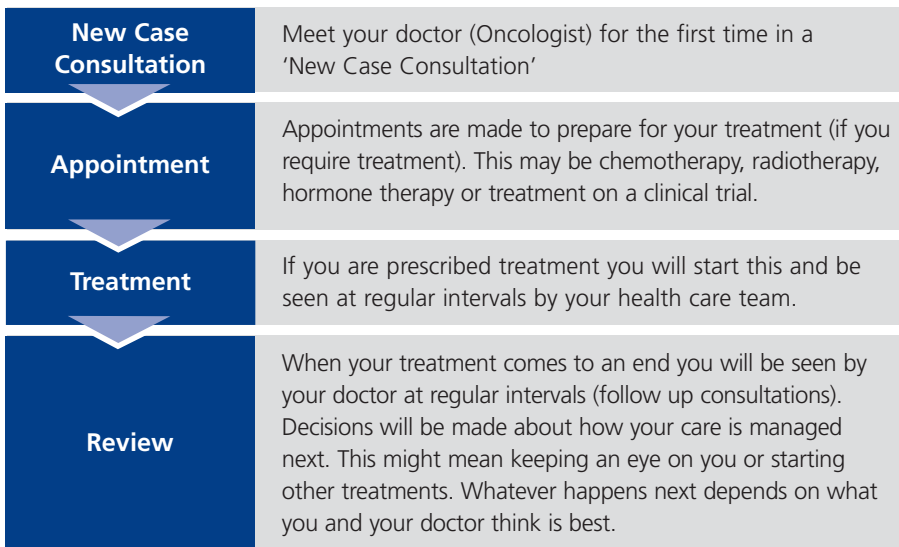 New Case
Consultation
Meet your doctor (Oncologist) for the first time in a
‘New Case Consultation’
Appointment
Appointments are made to prepare for your treatment (if you
require treatment). This may be chemotherapy, radiotherapy,
hormone therapy or treatment on a clinical trial.
Treatment
If you are prescribed treatment you will start this and be
seen at regular intervals by your health care team.
Review
When your treatment comes to an end you will be seen by
your doctor at regular intervals (follow up consultations).
Decisions will be made about how your care is managed
next. This might mean keeping an eye on you or starting
other treatments. Whatever happens next depends on what
you and your doctor think is best.